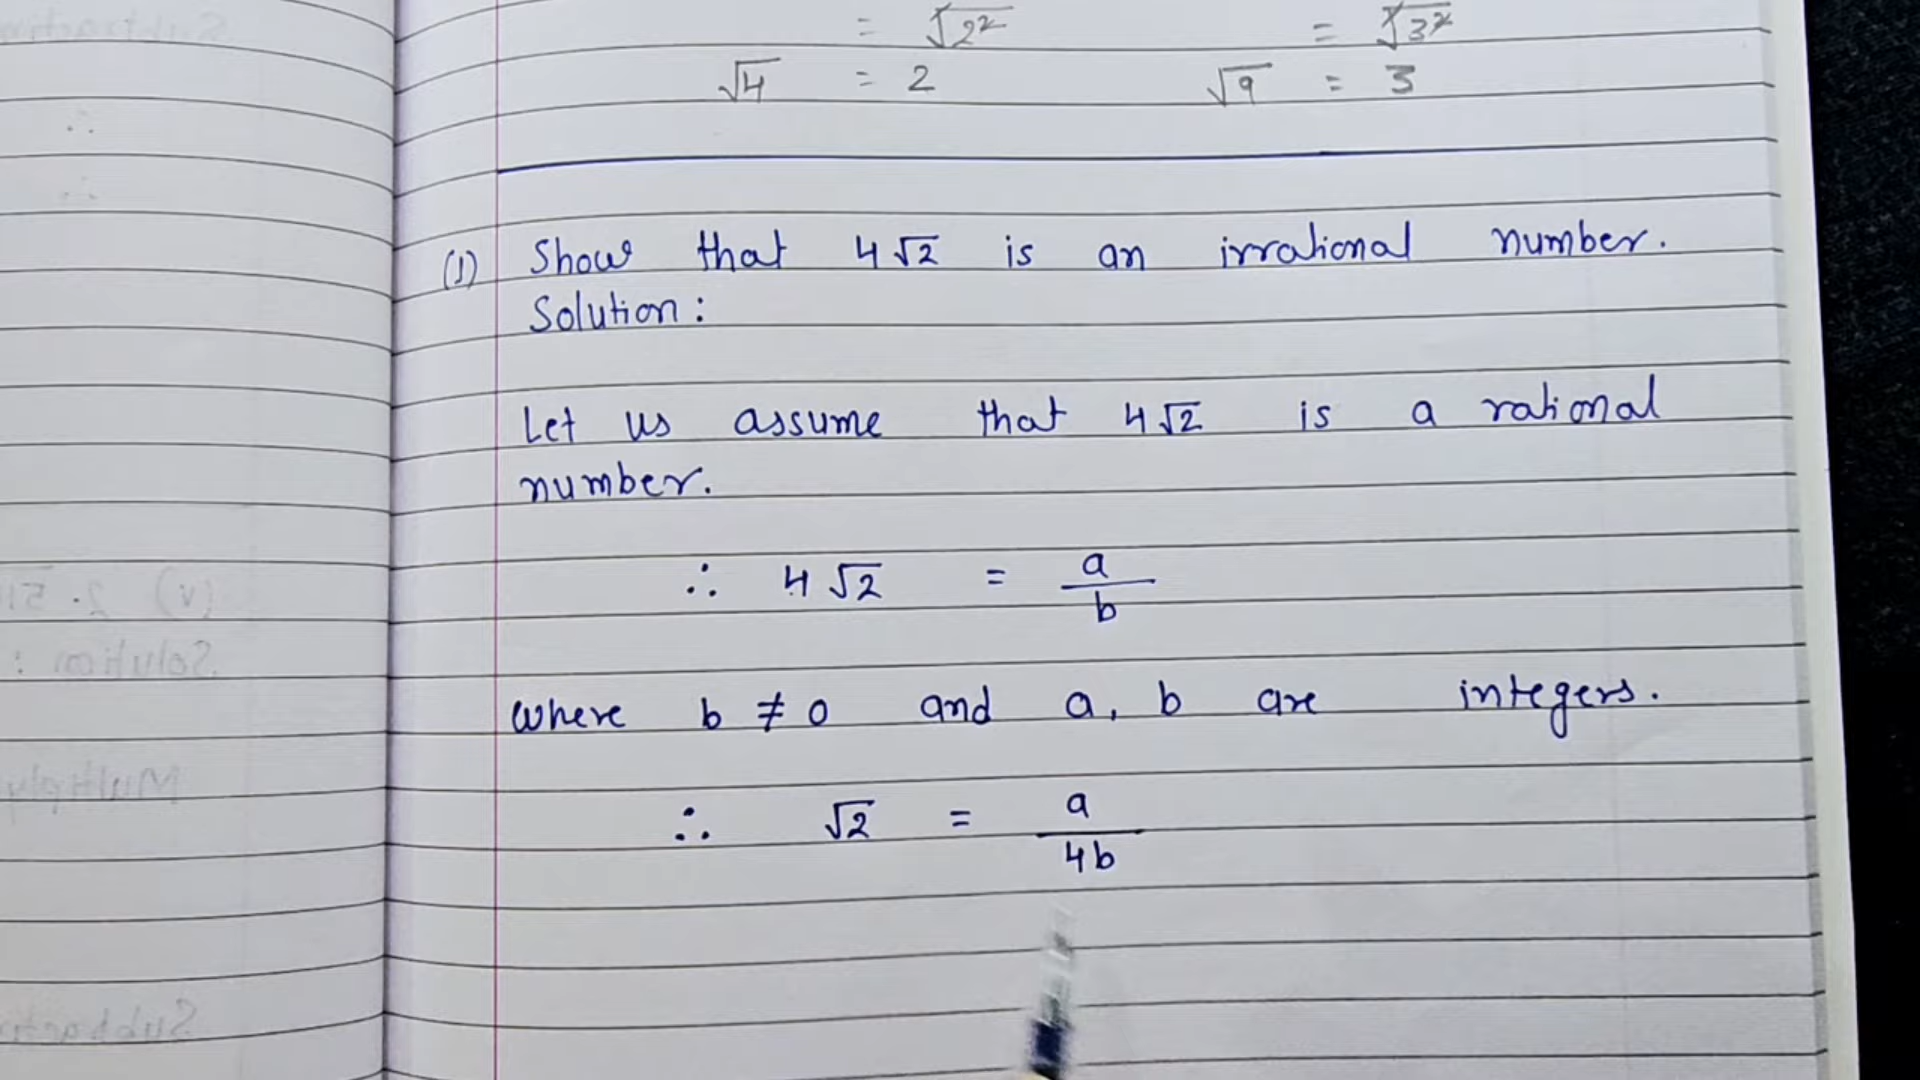 = √2²   = √3²
√4 = 2   √9 = 3
(1) Show that 4√2 is an irrational number.
Solution :
Let us assume that 4√2 is a rational
number.
∴ 4√2 = a/b
where b ≠ 0 and a, b are integers.
∴ √2 = a/4b